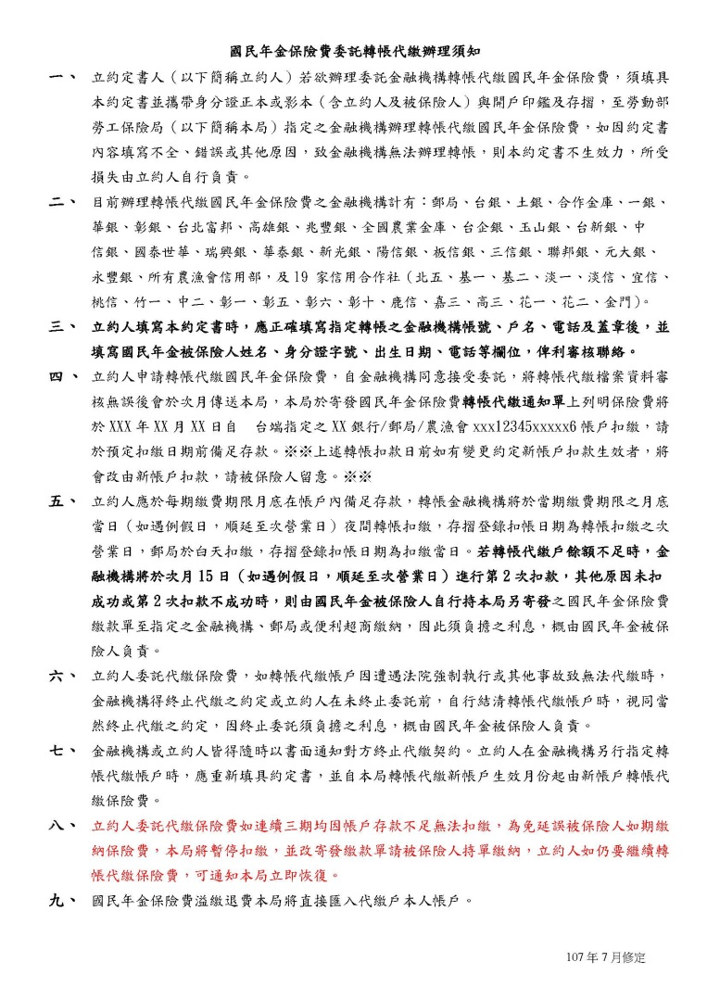 國民年金保險費委託轉帳代繳辦理須知
一、 立約定書人（以下簡稱立約人）若欲辦理委託金融機構轉帳代繳國民年金保險費，須填具
本約定書並攜帶身分證正本或影本（含立約人及被保險人）與開戶印鑑及存摺，至勞動部
勞工保險局（以下簡稱本局）指定之金融機構辦理轉帳代繳國民年金保險費，如因約定書
內容填寫不全、錯誤或其他原因，致金融機構無法辦理轉帳，則本約定書不生效力，所受
損失由立約人自行負責。
二、 目前辦理轉帳代繳國民年金保險費之金融機構計有：郵局、台銀、土銀、合作金庫、一銀、
華銀、彰銀、台北富邦、高雄銀、兆豐銀、全國農業金庫、台企銀、玉山銀、台新銀、中
信銀、國泰世華、瑞興銀、華泰銀、新光銀、陽信銀、板信銀、三信銀、聯邦銀、元大銀、
永豐銀、所有農漁會信用部，及19 家信用合作社（北五、基一、基二、淡一、淡信、宜信、
桃信、竹一、中二、彰一、彰五、彰六、彰十、鹿信、嘉三、高三、花一、花二、金門）。
三、 立約人填寫本約定書時，應正確填寫指定轉帳之金融機構帳號、戶名、電話及蓋章後，並
填寫國民年金被保險人姓名、身分證字號、出生日期、電話等欄位，俾利審核聯絡。
四、 立約人申請轉帳代繳國民年金保險費，自金融機構同意接受委託，將轉帳代繳檔案資料審
核無誤後會於次月傳送本局，本局於寄發國民年金保險費轉帳代繳通知單上列明保險費將
於 XXX 年 XX 月 XX 日自 台端指定之 XX 銀行/郵局/農漁會 xxx12345xxxxx6 帳戶扣繳，請
於預定扣繳日期前備足存款。※※上述轉帳扣款日前如有變更約定新帳戶扣款生效者，將
會改由新帳戶扣款，請被保險人留意。※※
五、 立約人應於每期繳費期限月底在帳戶內備足存款，轉帳金融機構將於當期繳費期限之月底
當日（如遇例假日，順延至次營業日）夜間轉帳扣繳，存摺登錄扣帳日期為轉帳扣繳之次
營業日，郵局於白天扣繳，存摺登錄扣帳日期為扣繳當日。若轉帳代繳戶餘額不足時，金
融機構將於次月 15 日（如遇例假日，順延至次營業日）進行第 2 次扣款，其他原因未扣
成功或第 2 次扣款不成功時，則由國民年金被保險人自行持本局另寄發之國民年金保險費
繳款單至指定之金融機構、郵局或便利超商繳納，因此須負擔之利息，概由國民年金被保
險人負責。
六、 立約人委託代繳保險費，如轉帳代繳帳戶因遭遇法院強制執行或其他事故致無法代繳時，
金融機構得終止代繳之約定或立約人在未終止委託前，自行結清轉帳代繳帳戶時，視同當
然終止代繳之約定，因終止委託須負擔之利息，概由國民年金被保險人負責。
七、 金融機構或立約人皆得隨時以書面通知對方終止代繳契約。立約人在金融機構另行指定轉
帳代繳帳戶時，應重新填具約定書，並自本局轉帳代繳新帳戶生效月份起由新帳戶轉帳代
繳保險費。
八、 立約人委託代繳保險費如連續三期均因帳戶存款不足無法扣繳，為免延誤被保險人如期繳
納保險費，本局將暫停扣繳，並改寄發繳款單請被保險人持單繳納，立約人如仍要繼續轉
帳代繳保險費，可通知本局立即恢復。
九、 國民年金保險費溢繳退費本局將直接匯入代繳戶本人帳戶。
107 年 7 月修定